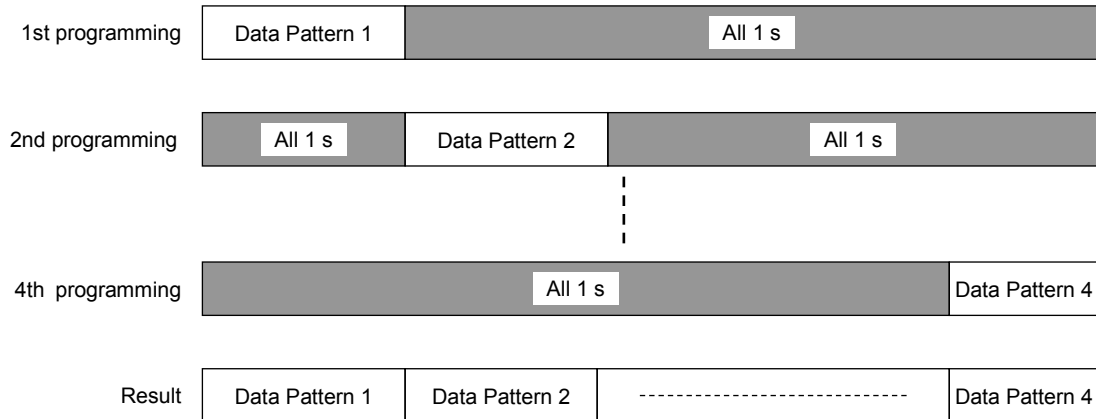 1st programming Data Pattern 1 All 1 s
2nd programming All 1 s Data Pattern 2 All 1 s
4th programming All 1 s Data Pattern 4
Result Data Pattern 1 Data Pattern 2 Data Pattern 4